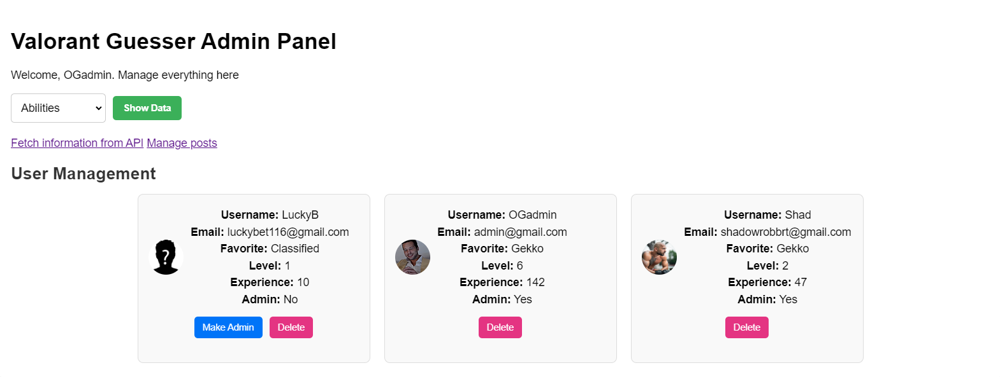 Valorant Guesser Admin Panel
Welcome, OGadmin. Manage everything here
Abilities
Show Data
Fetch information from API Manage posts
User Management
Username: LuckyB
Email: luckybet116@gmail.com
Favorite: Classified
Level: 1
Experience: 10
Admin: No
Make Admin Delete
?
Username: OGadmin
Email: admin@gmail.com
Favorite: Gekko
Level: 6
Experience: 142
Admin: Yes
Delete
Username: Shad
Email: shadowrobbrt@gmail.com
Favorite: Gekko
Level: 2
Experience: 47
Admin: Yes
Delete